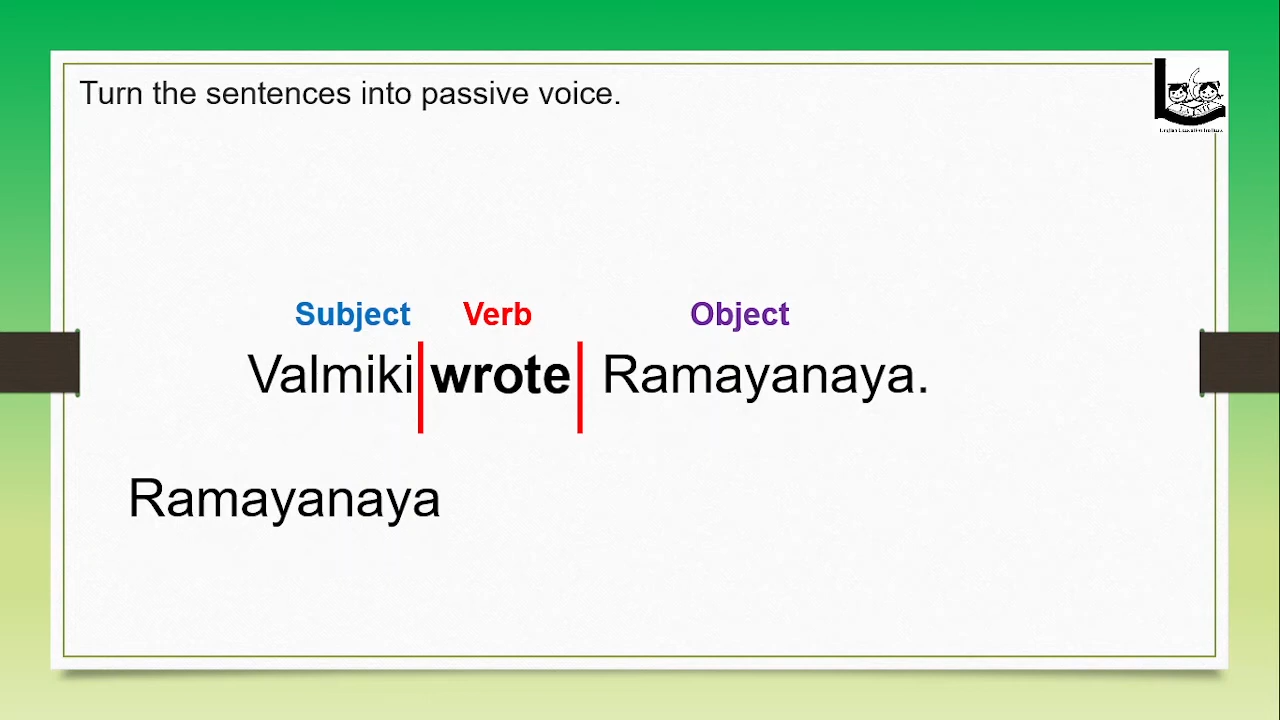 Turn the sentences into passive voice.
Subject Verb Object
Valmiki wrote Ramayanaya.
Ramayanaya